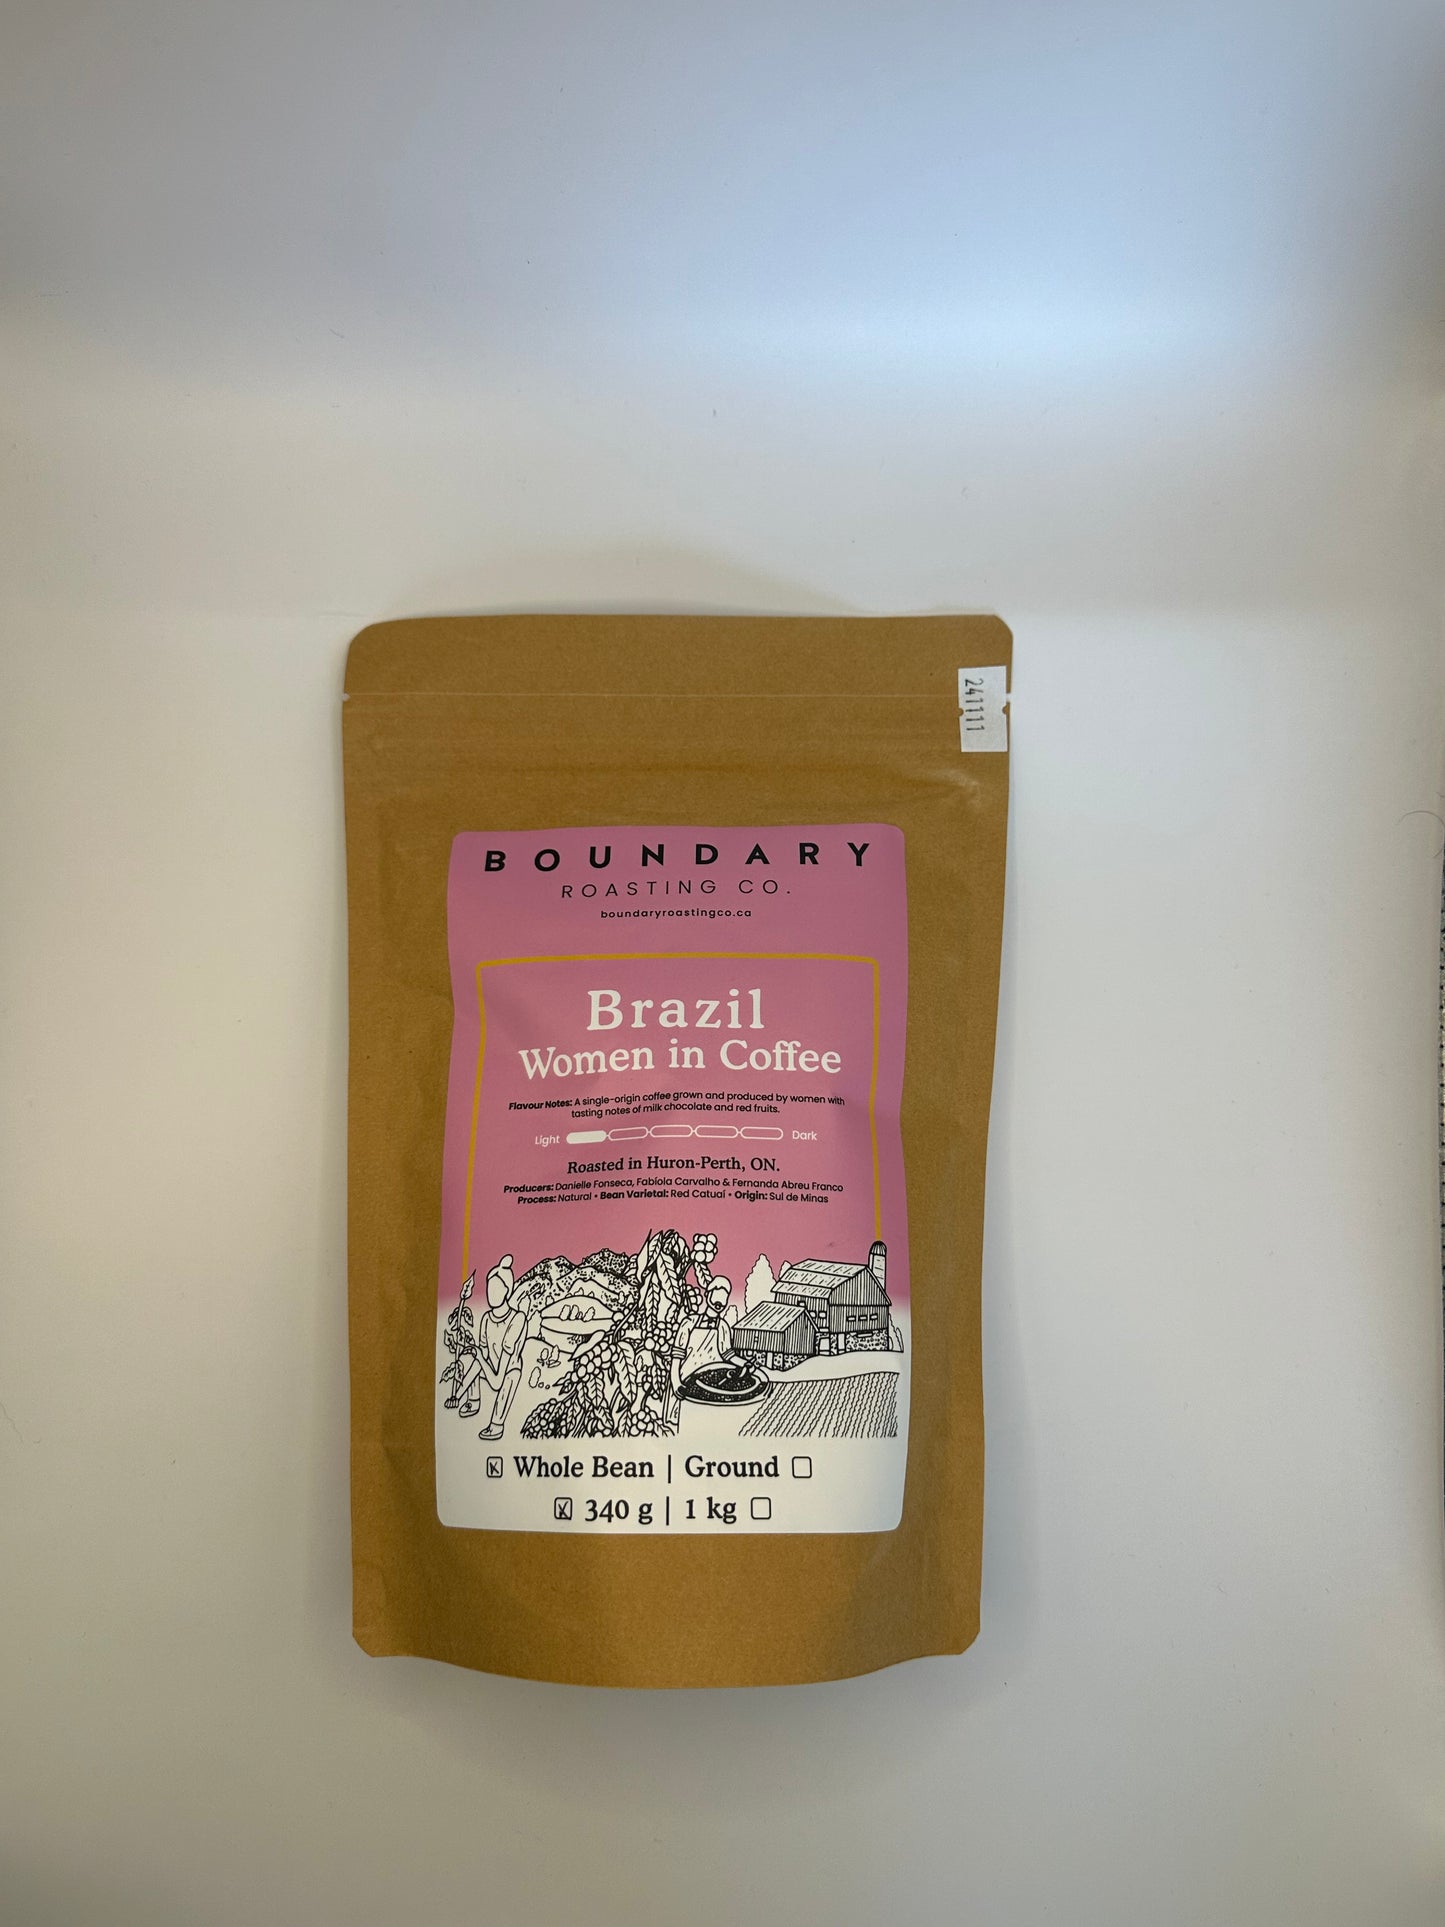 241111
BOUNDARY
ROASTING CO.
boundaryroastingco.ca
Brazil
Women in Coffee
Flavour Notes: A single-origin coffee grown and produced by women with
tasting notes of milk chocolate and red fruits.
Light Dark
Roasted in Huron-Perth, ON.
Producers: Danielle Fonseca, Fabíola Carvalho & Fernanda Abreu Franco
Process: Natural • Bean Varietal: Red Catuaí • Origin: Sul de Minas
Whole Bean | Ground
340 g | 1 kg